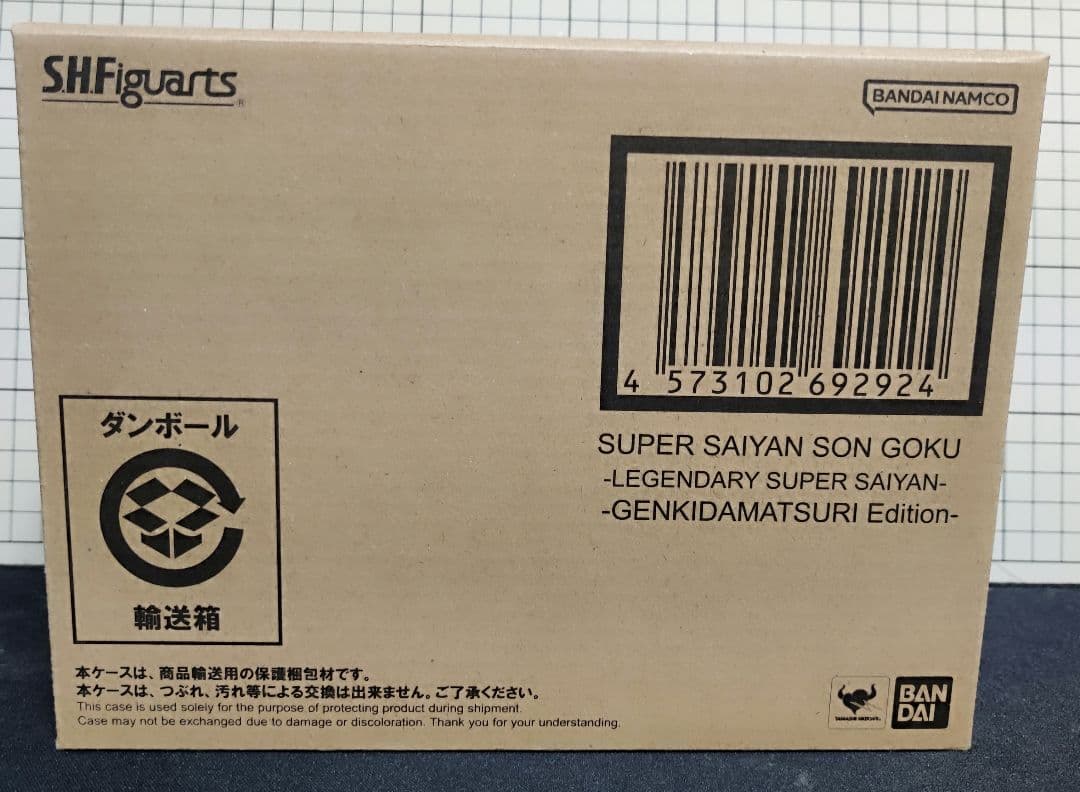 S.H.Figuarts®
BANDAI NAMCO
4 573102 692924
SUPER SAIYAN SON GOKU
-LEGENDARY SUPER SAIYAN-
-GENKIDAMATSURI Edition-
ダンボール
輸送箱
本ケースは、商品輸送用の保護梱包材です。
本ケースは、つぶれ、汚れ等による交換は出来ません。ご了承ください。
This case is used solely for the purpose of protecting product during shipment.
Case may not be exchanged due to damage or discoloration. Thank you for your understanding.
TAMASHII NATIONS
BAN
DAI